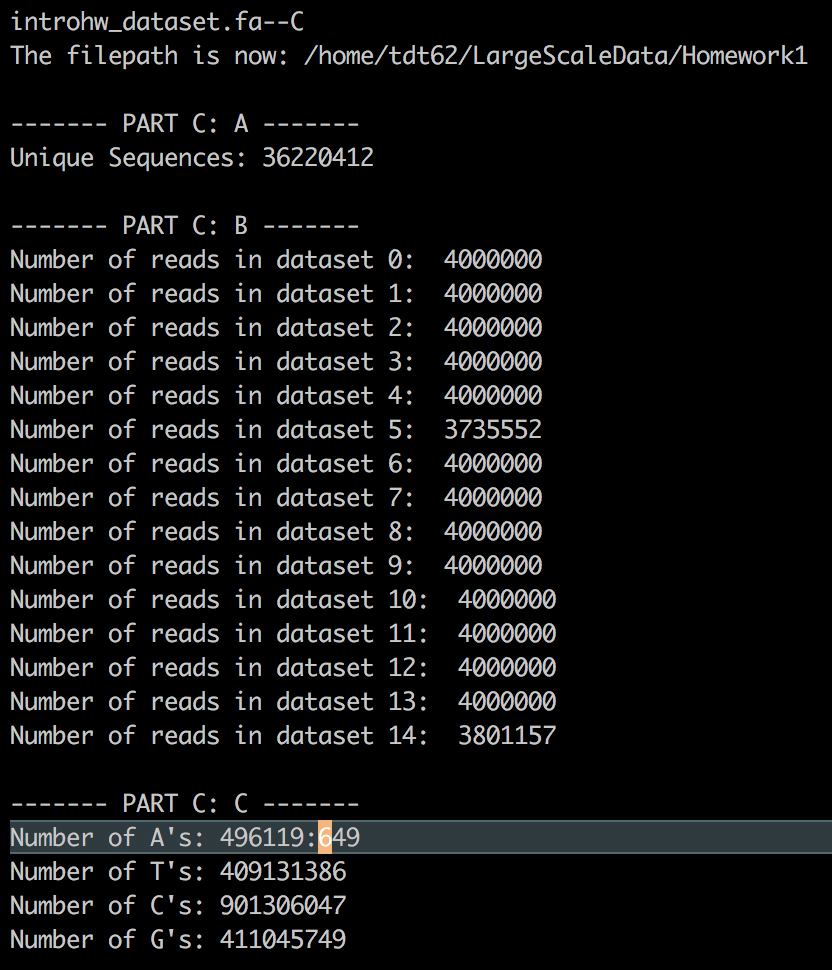 introhw_dataset.fa--C
The filepath is now: /home/tdt62/LargeScaleData/Homework1
------- PART C: A -------
Unique Sequences: 36220412
------- PART C: B -------
Number of reads in dataset 0:  4000000
Number of reads in dataset 1:  4000000
Number of reads in dataset 2:  4000000
Number of reads in dataset 3:  4000000
Number of reads in dataset 4:  4000000
Number of reads in dataset 5:  3735552
Number of reads in dataset 6:  4000000
Number of reads in dataset 7:  4000000
Number of reads in dataset 8:  4000000
Number of reads in dataset 9:  4000000
Number of reads in dataset 10:  4000000
Number of reads in dataset 11:  4000000
Number of reads in dataset 12:  4000000
Number of reads in dataset 13:  4000000
Number of reads in dataset 14:  3801157
------- PART C: C -------
Number of A's: 496119:649
Number of T's: 409131386
Number of C's: 901306047
Number of G's: 411045749